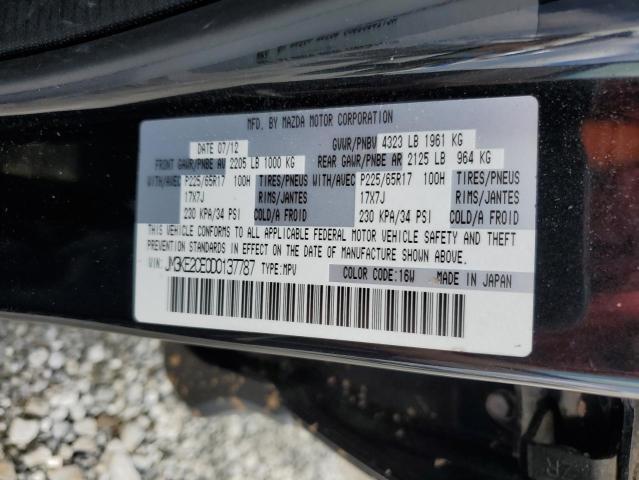 MFD. BY MAZDA MOTOR CORPORATION
DATE 07/12 GVWR/PNBV 4323 LB 1961 KG
FRONT GAWR/PNBE AV 2205 LB 1000 KG REAR GAWR/PNBE AR 2125 LB 964 KG
WITH/AVEC P225/65R17 100H TIRES/PNEUS WITH/AVEC P225/65R17 100H TIRES/PNEUS
17X7J RIMS/JANTES 17X7J RIMS/JANTES
230 KPA/34 PSI COLD/A FROID 230 KPA/34 PSI COLD/A FROID
THIS VEHICLE CONFORMS TO ALL APPLICABLE FEDERAL MOTOR VEHICLE SAFETY AND THEFT
PREVENTION STANDARDS IN EFFECT ON THE DATE OF MANUFACTURE SHOWN ABOVE.
VIN: JM3KE2CE0D0137787 TYPE:MPV COLOR CODE:16W MADE IN JAPAN